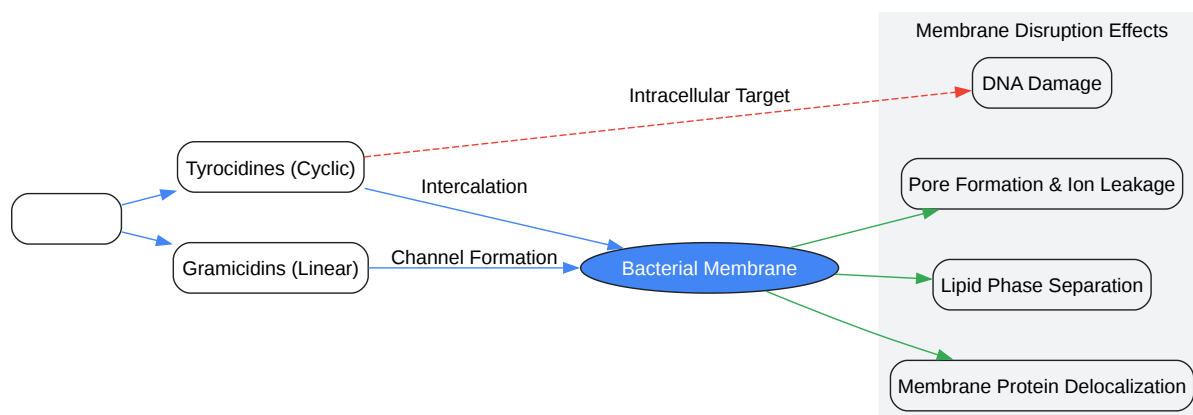 Membrane Disruption Effects
DNA Damage
Intracellular Target
Tyrocidines (Cyclic)
Intercalation
Pore Formation & Ion Leakage
Gramicidins (Linear)
Channel Formation
Bacterial Membrane
Lipid Phase Separation
Membrane Protein Delocalization